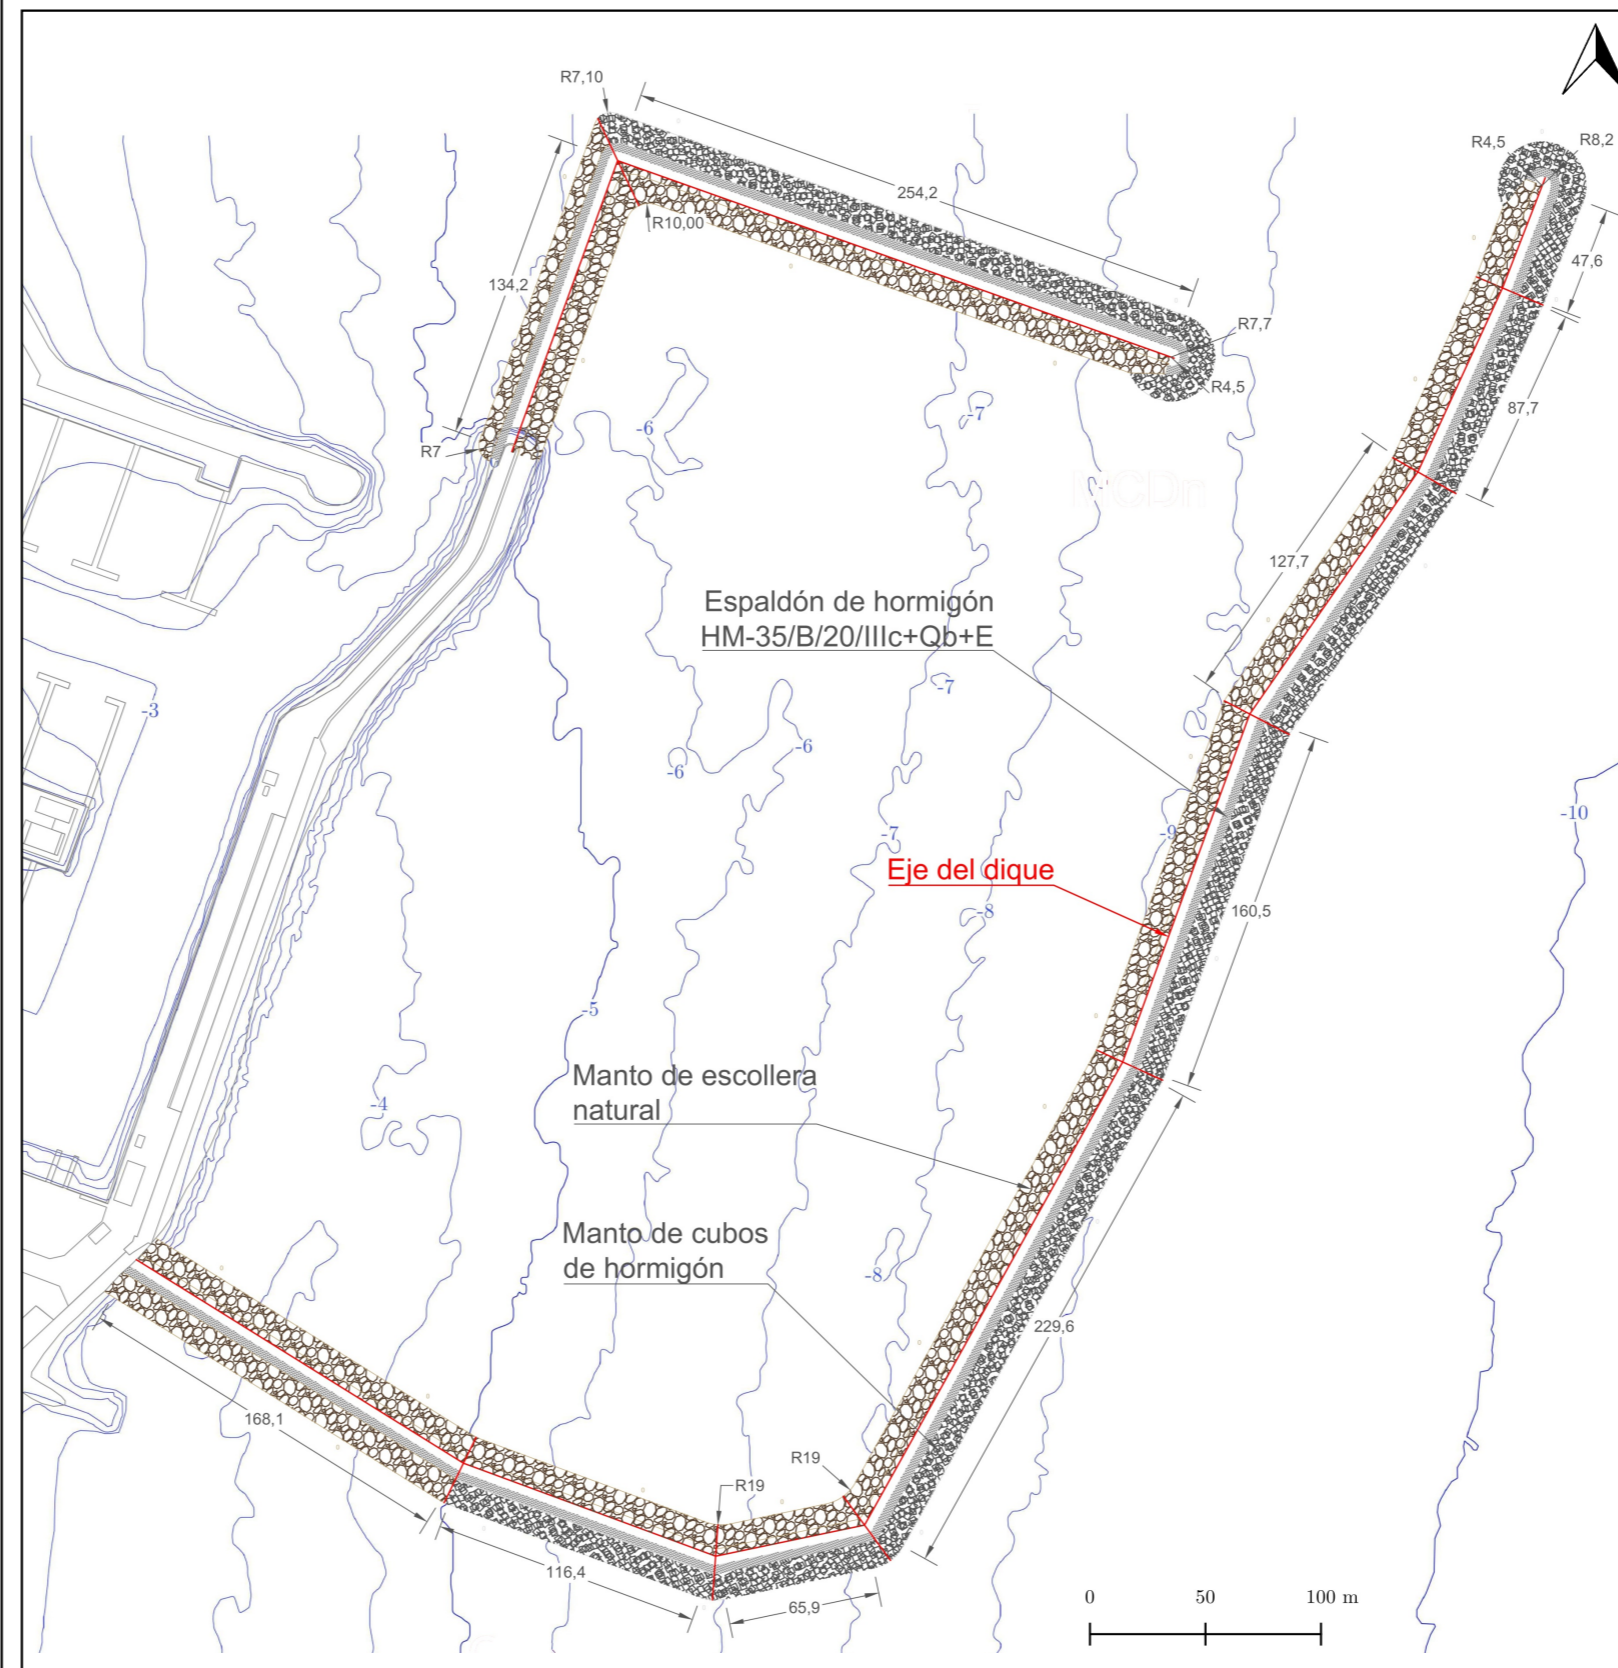 R7,10
254,2
R4,5
R8,2
R10,00
47,6
134,2
R7,7
R4,5
-7
87,7
-6
R7
127,7
Espaldón de hormigón
HM-35/B/20/IIIc+Qb+E
-7
-3
-6
-6
-10
-7
-9
Eje del dique
-8
160,5
-5
Manto de escollera
natural
-4
Manto de cubos
de hormigón
-8
229,6
168,1
R19
R19
116,4
65,9
0 50 100 m